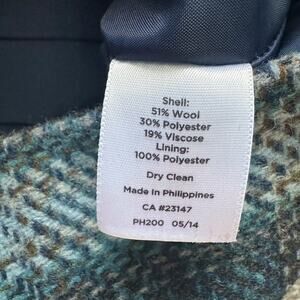 Shell:
51% Wool
30% Polyester
19% Viscose
Lining:
100% Polyester
Dry Clean
Made in Philippines
CA #23147
PH200 05/14